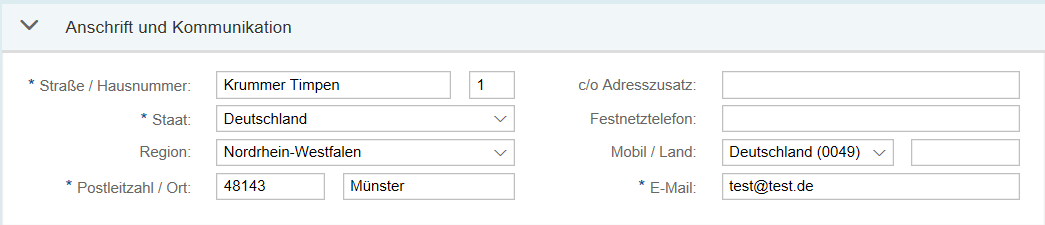 Anschrift und Kommunikation
* Straße / Hausnummer: Krummer Timpen 1 c/o Adresszusatz:
* Staat: Deutschland Festnetztelefon:
Region: Nordrhein-Westfalen Mobil / Land: Deutschland (0049)
* Postleitzahl / Ort: 48143 Münster * E-Mail: test@test.de